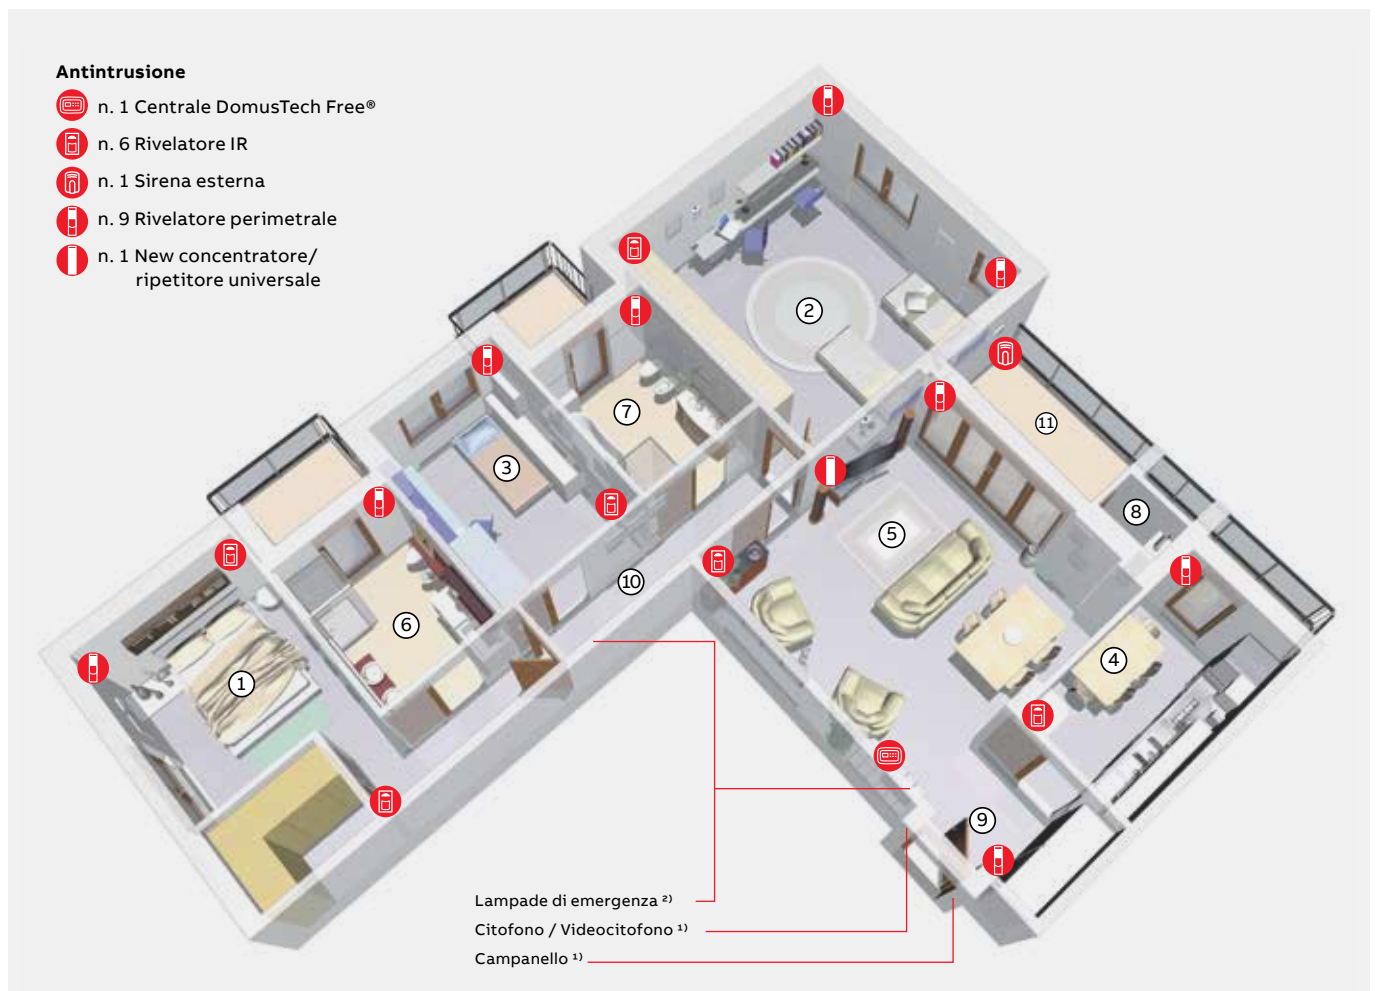 Antintrusione
n. 1 Centrale DomusTech Free®
n. 6 Rivelatore IR
n. 1 Sirena esterna
n. 9 Rivelatore perimetrale
n. 1 New concentratore/
ripetitore universale
2
11
7
3
8
5
10
6
4
1
9
Lampade di emergenza ²⁾
Citofono / Videocitofono ¹⁾
Campanello ¹⁾